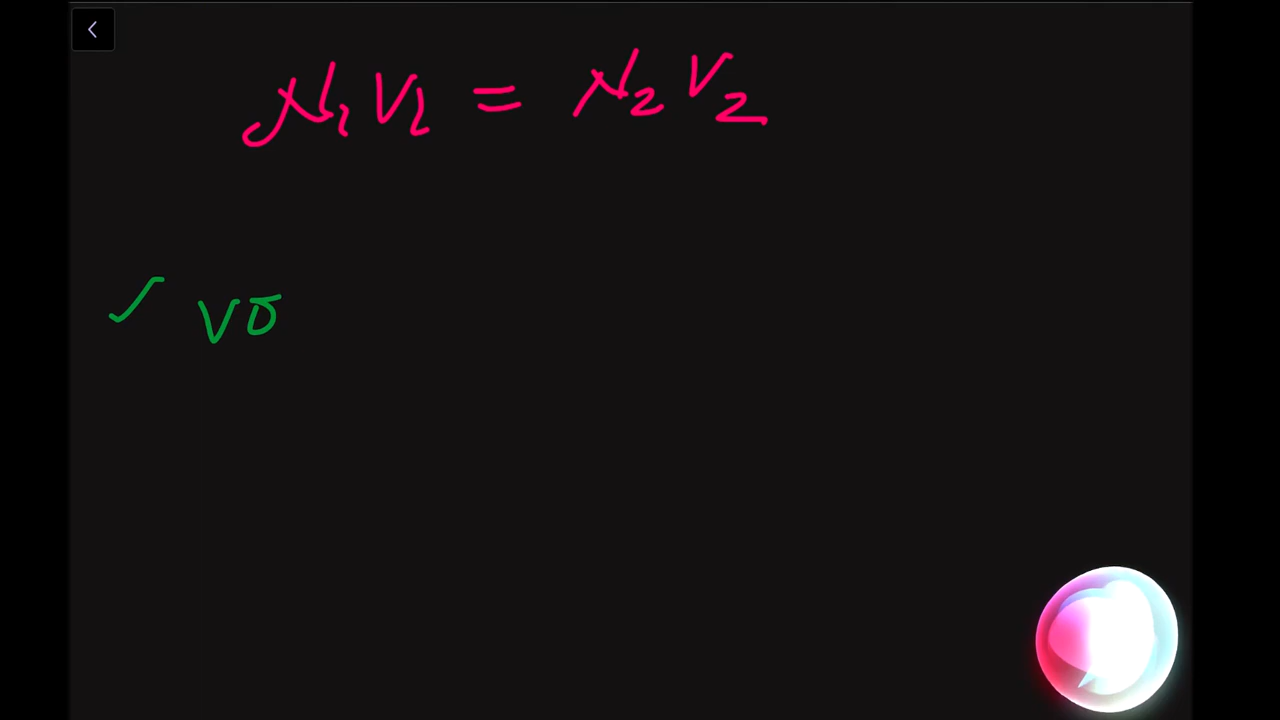 N₁V₁ = N₂V₂
✓ vo